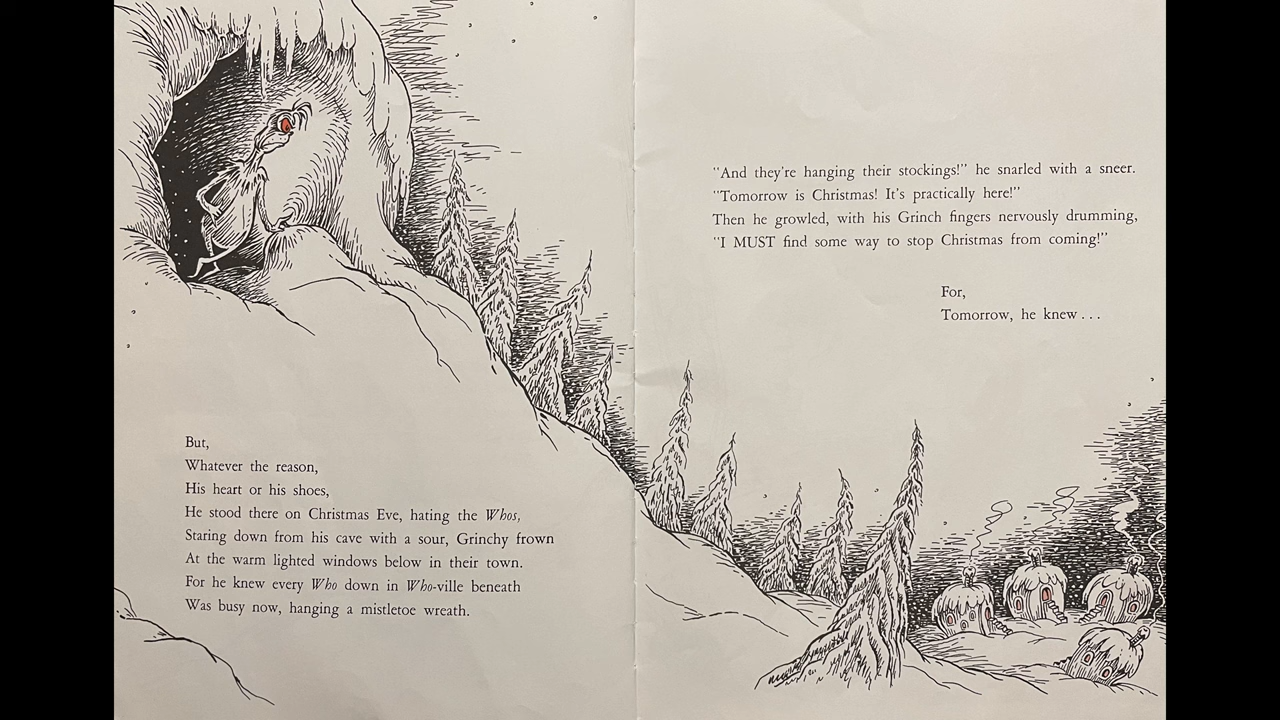 But,
Whatever the reason,
His heart or his shoes,
He stood there on Christmas Eve, hating the Whos,
Staring down from his cave with a sour, Grinchy frown
At the warm lighted windows below in their town.
For he knew every Who down in Who-ville beneath
Was busy now, hanging a mistletoe wreath.
"And they're hanging their stockings!" he snarled with a sneer.
"Tomorrow is Christmas! It's practically here!"
Then he growled, with his Grinch fingers nervously drumming,
"I MUST find some way to stop Christmas from coming!"
For,
Tomorrow, he knew . . .